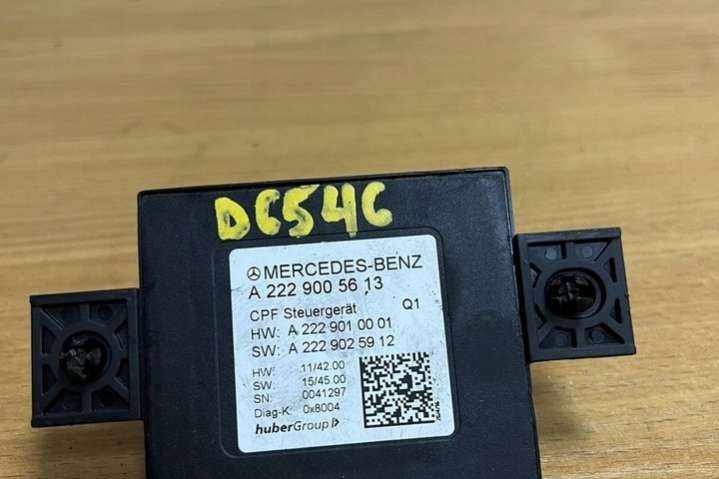 DC54C
MERCEDES-BENZ
A 222 900 56 13
CPF Steuergerät Q1
HW: A 222 901 00 01
SW: A 222 902 59 12
HW: 11/42.00
SW: 15/45.00
SN: 0041297
Diag-K: 0x8004
huberGroup